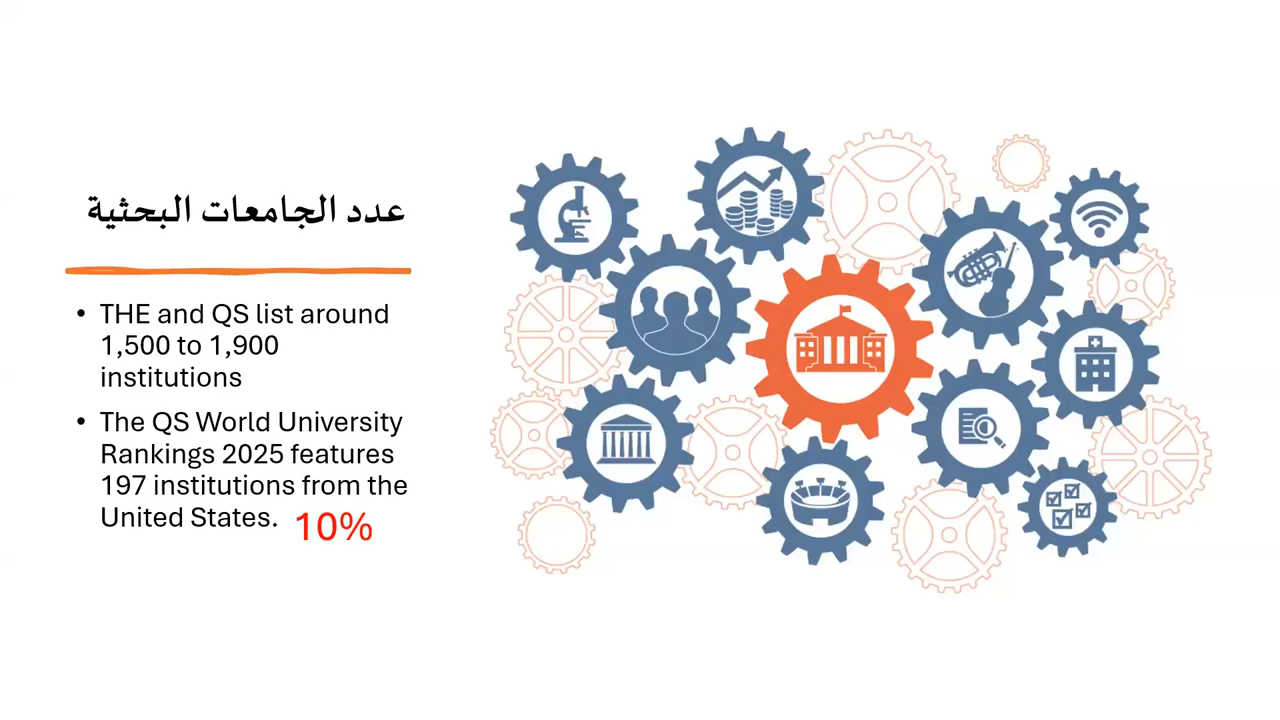 عدد الجامعات البحثية
• THE and QS list around
1,500 to 1,900
institutions
• The QS World University
Rankings 2025 features
197 institutions from the
United States. 10%